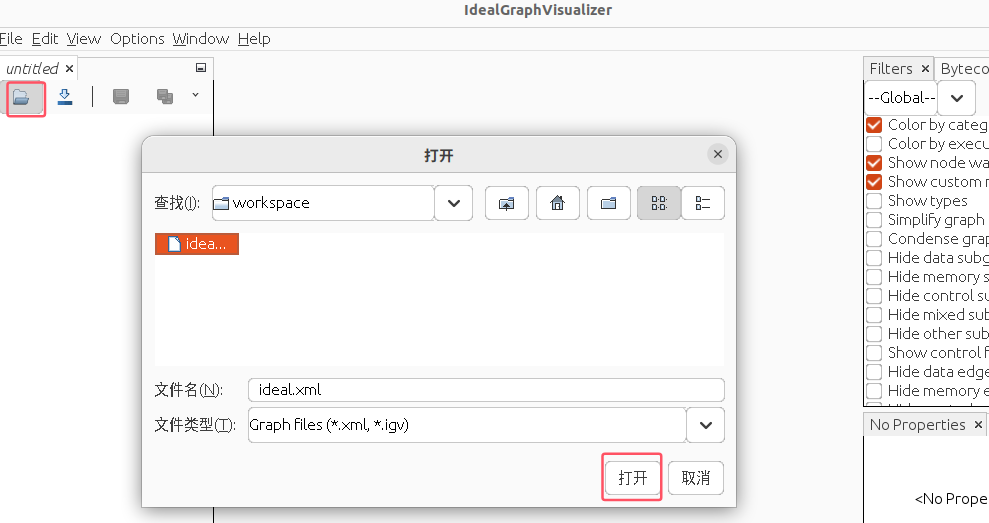 IdealGraphVisualizer
File Edit View Options Window Help
untitled
Filters Byteco
--Global--
Color by categ
Color by execu
Show node wa
Show custom n
Show types
Simplify graph
Condense grap
Hide data subg
Hide memory s
Hide control su
Hide mixed sub
Hide other sub
Show control f
Hide data edge
Hide memory e
No Properties
<No Prope
打开
查找(I): workspace
idea...
文件名(N): ideal.xml
文件类型(T): Graph files (*.xml, *.igv)
打开 取消